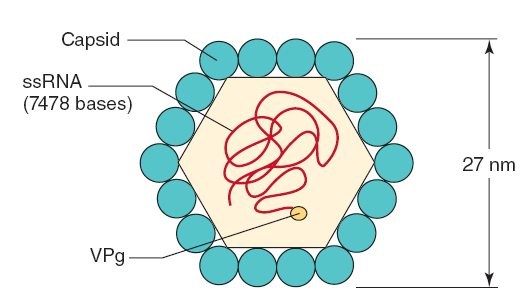 Capsid
ssRNA
(7478 bases)
27 nm
VPg